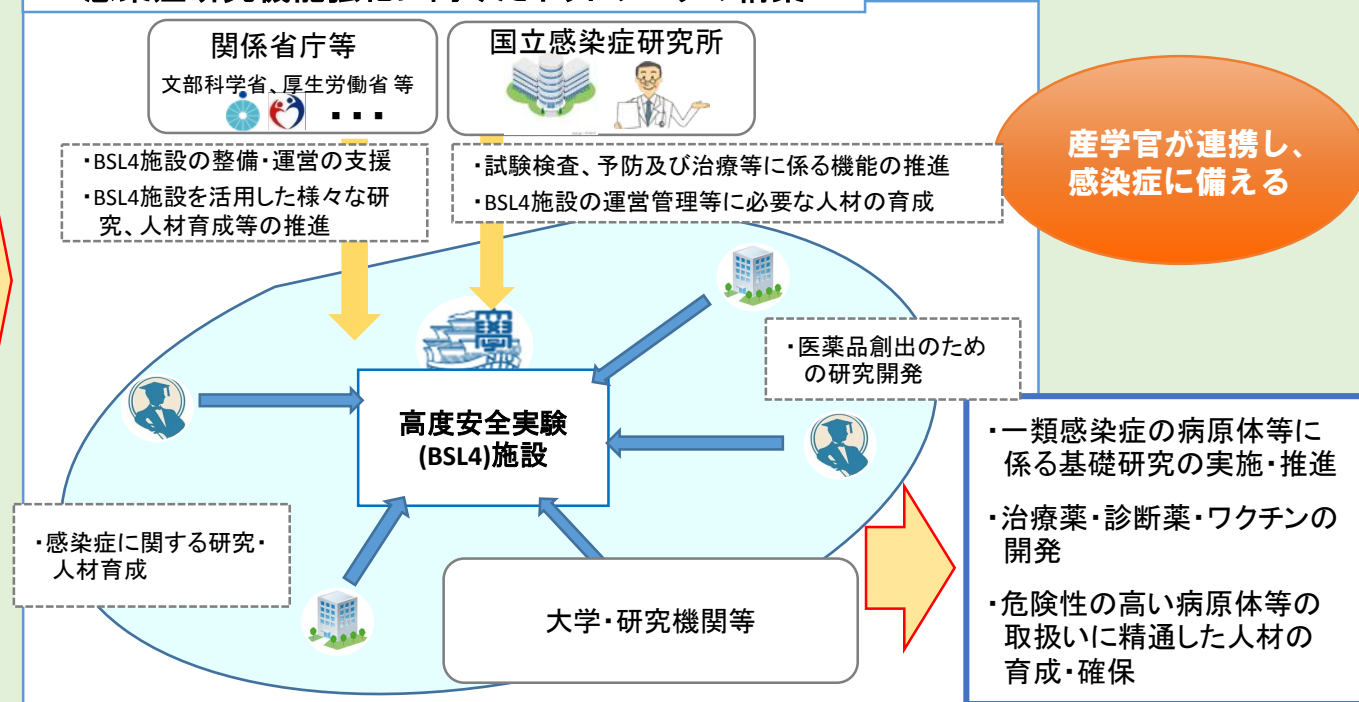 関係省庁等
文部科学省、厚生労働省 等
・・・
国立感染症研究所
・BSL4施設の整備・運営の支援
・BSL4施設を活用した様々な研
究、人材育成等の推進
・試験検査、予防及び治療等に係る機能の推進
・BSL4施設の運営管理等に必要な人材の育成
産学官が連携し、
感染症に備える
・医薬品創出のため
の研究開発
高度安全実験
(BSL4)施設
・感染症に関する研究・
人材育成
大学・研究機関等
・一類感染症の病原体等に
係る基礎研究の実施・推進
・治療薬・診断薬・ワクチンの
開発
・危険性の高い病原体等の
取扱いに精通した人材の
育成・確保